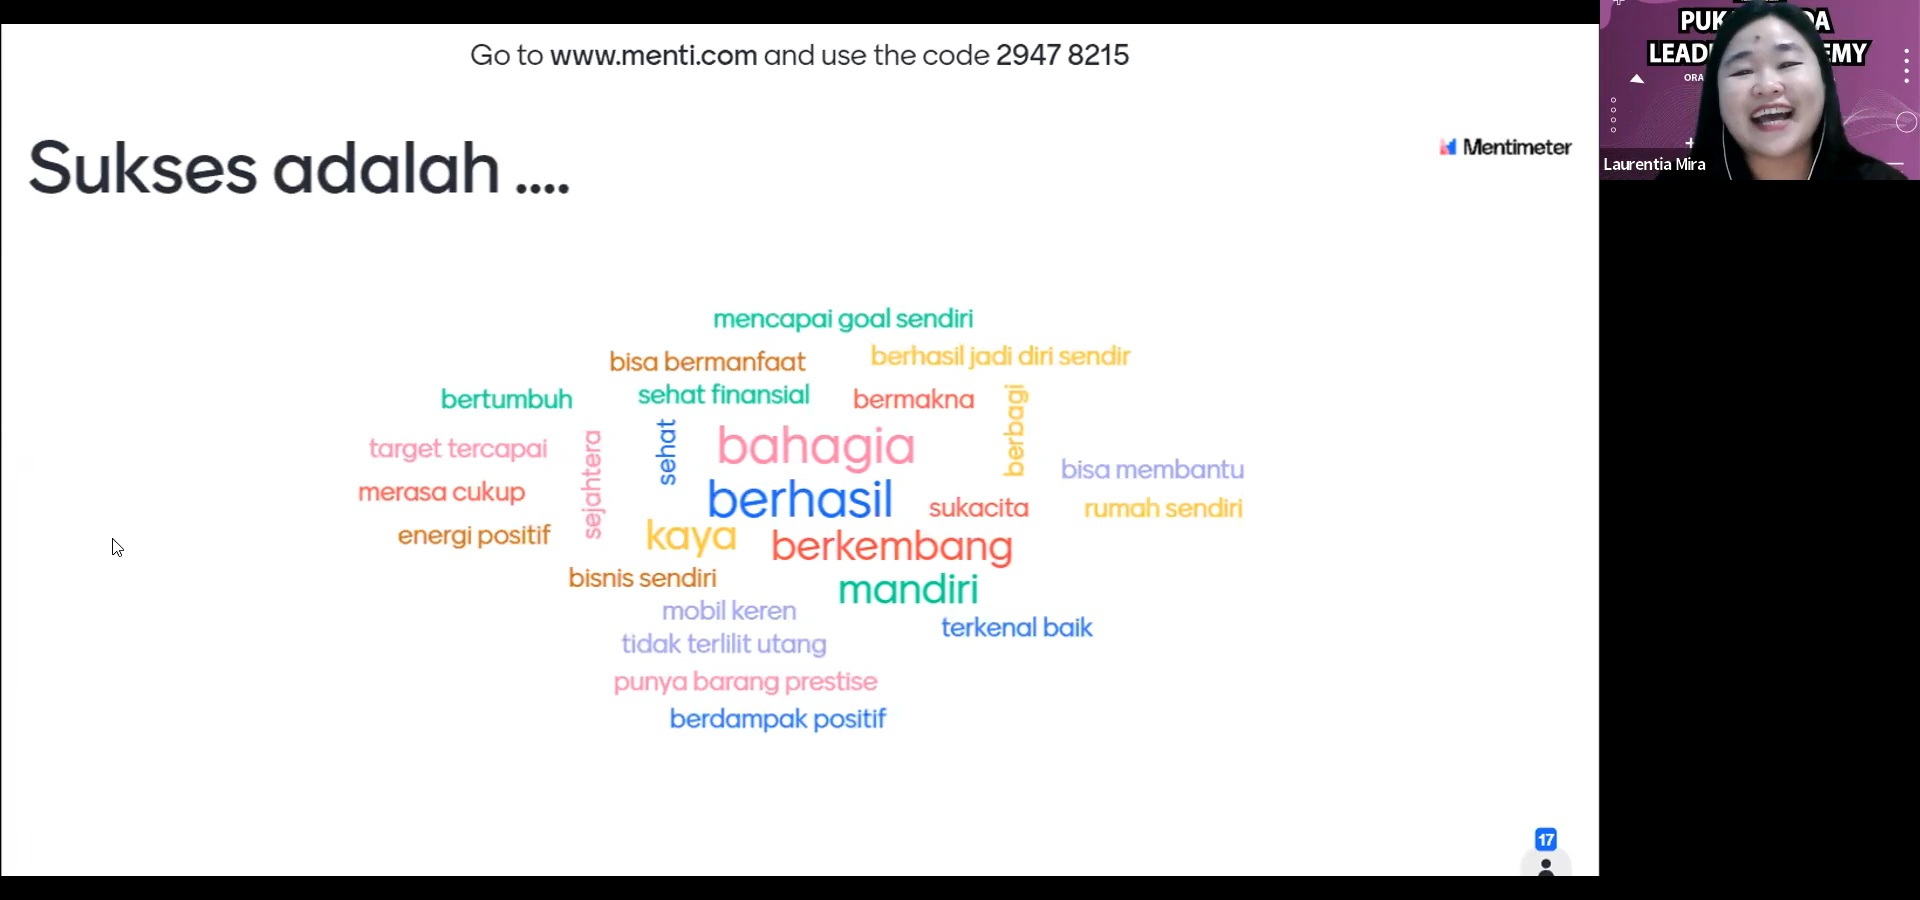 Go to www.menti.com and use the code 2947 8215
Sukses adalah ....
Mentimeter
mencapai goal sendiri
bisa bermanfaat
berhasil jadi diri sendir
bertumbuh
sehat finansial
bermakna
berbagi
target tercapai
sejahtera
sehat
bahagia
bisa membantu
merasa cukup
berhasil
sukacita
rumah sendiri
energi positif
kaya
berkembang
bisnis sendiri
mandiri
mobil keren
terkenal baik
tidak terlilit utang
punya barang prestise
berdampak positif
17
Laurentia Mira